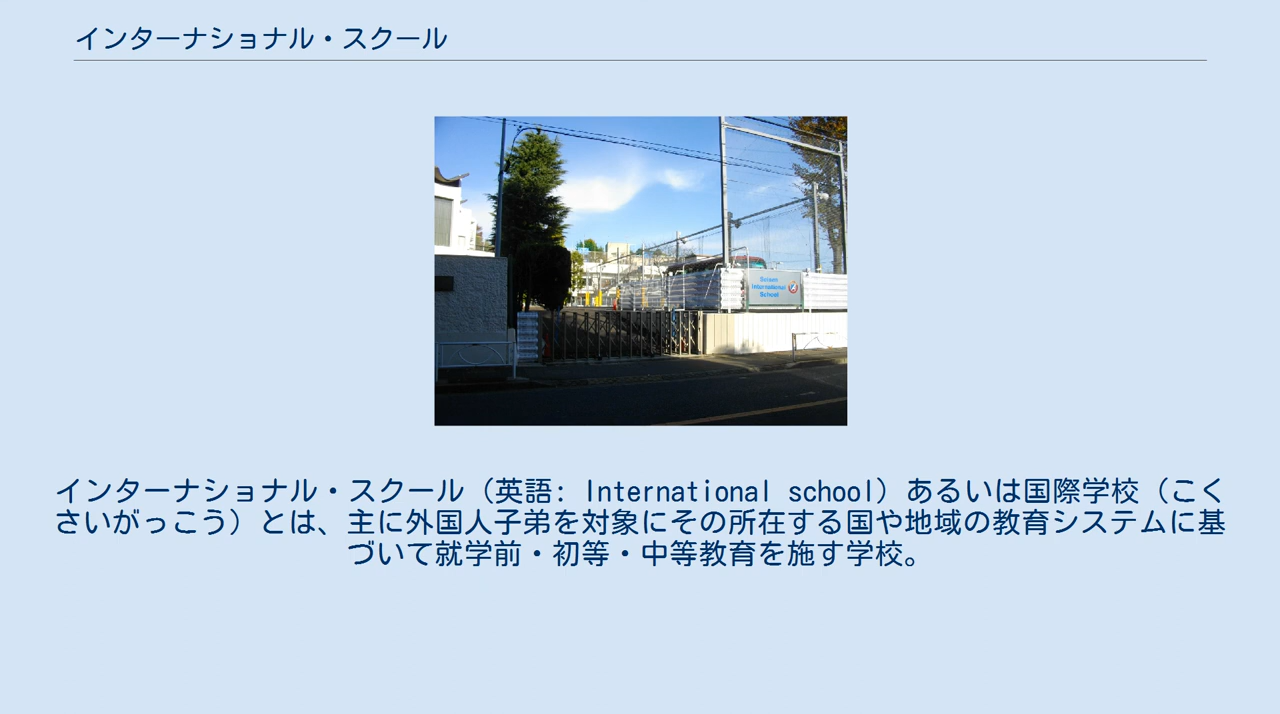 インターナショナル・スクール
Seisen
International
School
インターナショナル・スクール（英語: International school）あるいは国際学校（こく
さいがっこう）とは、主に外国人子弟を対象にその所在する国や地域の教育システムに基
づいて就学前・初等・中等教育を施す学校。